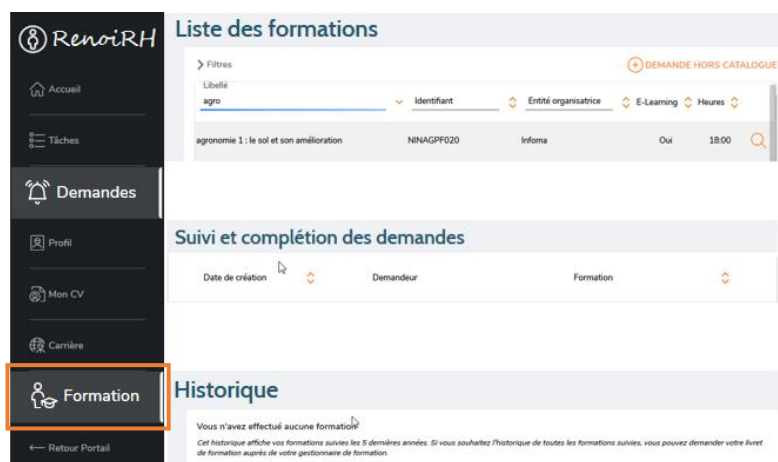 RenoiRH
Accueil
Tâches
Demandes
Profil
Mon CV
Carrière
Formation
Retour Portail
Liste des formations
Filtres
DEMANDE HORS CATALOGUE
Libellé
agro Identifiant Entité organisatrice E-Learning Heures
agronomie 1 : le sol et son amélioration NINAGPF020 Infoma Oui 18:00
Suivi et complétion des demandes
Date de création Demandeur Formation
Historique
Vous n'avez effectué aucune formation
Cet historique affiche vos formations suivies les 5 dernières années. Si vous souhaitez l'historique de toutes les formations suivies, vous pouvez demander votre livret
de formation auprès de votre gestionnaire de formation.